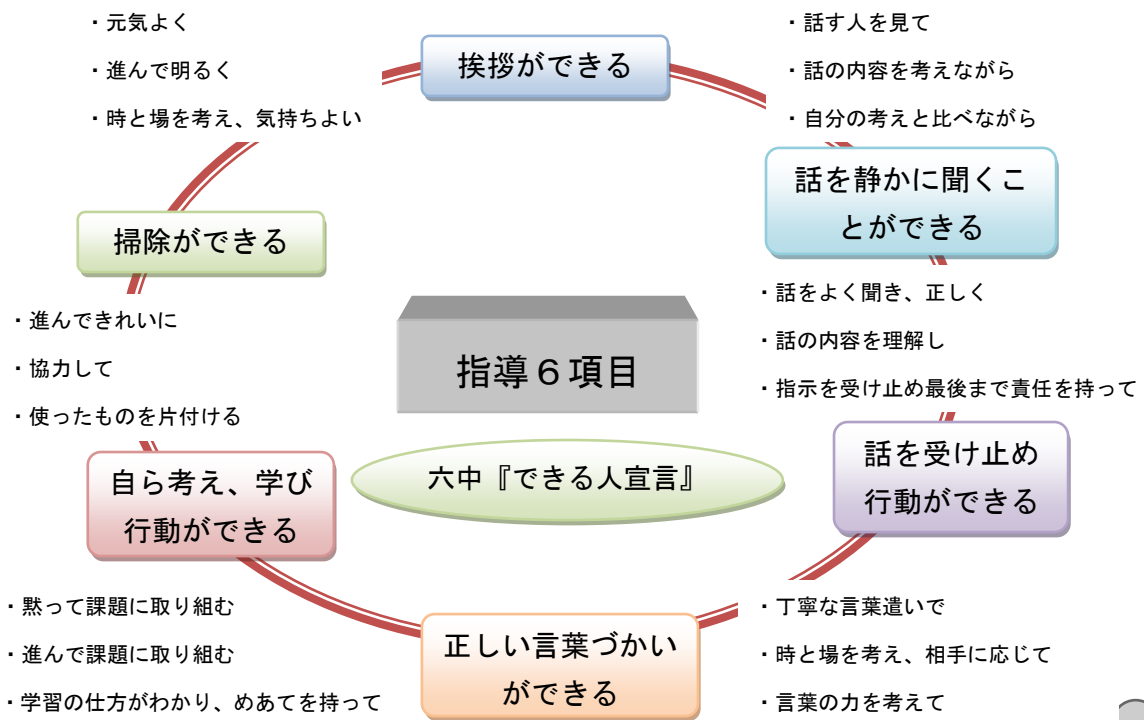 ・元気よく
・進んで明るく
・時と場を考え、気持ちよい
挨拶ができる
・話す人を見て
・話の内容を考えながら
・自分の考えと比べながら
話を静かに聞くこ
とができる
掃除ができる
・進んできれいに
・協力して
・使ったものを片付ける
指導６項目
六中『できる人宣言』
・話をよく聞き、正しく
・話の内容を理解し
・指示を受け止め最後まで責任を持って
話を受け止め
行動ができる
自ら考え、学び
行動ができる
・黙って課題に取り組む
・進んで課題に取り組む
・学習の仕方がわかり、めあてを持って
正しい言葉づかい
ができる
・丁寧な言葉遣いで
・時と場を考え、相手に応じて
・言葉の力を考えて